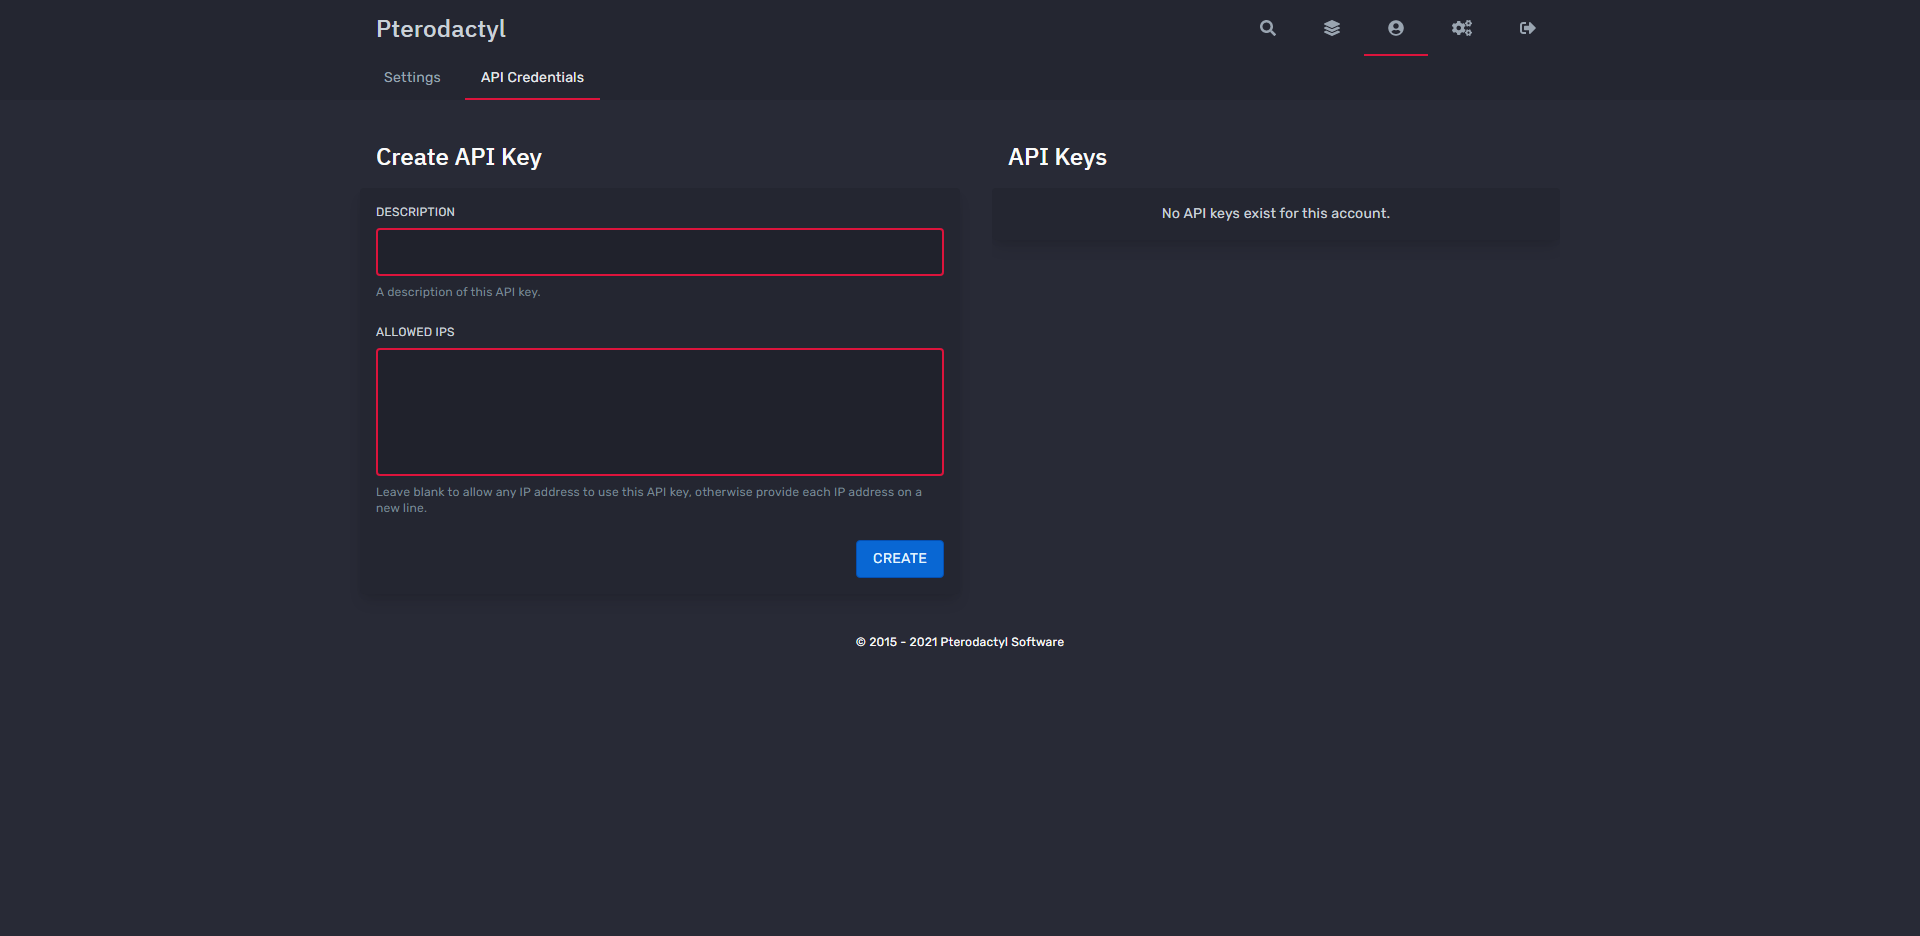 Pterodactyl
Settings
API Credentials
Create API Key
DESCRIPTION
A description of this API key.
ALLOWED IPS
Leave blank to allow any IP address to use this API key, otherwise provide each IP address on a
new line.
CREATE
API Keys
No API keys exist for this account.
© 2015 - 2021 Pterodactyl Software